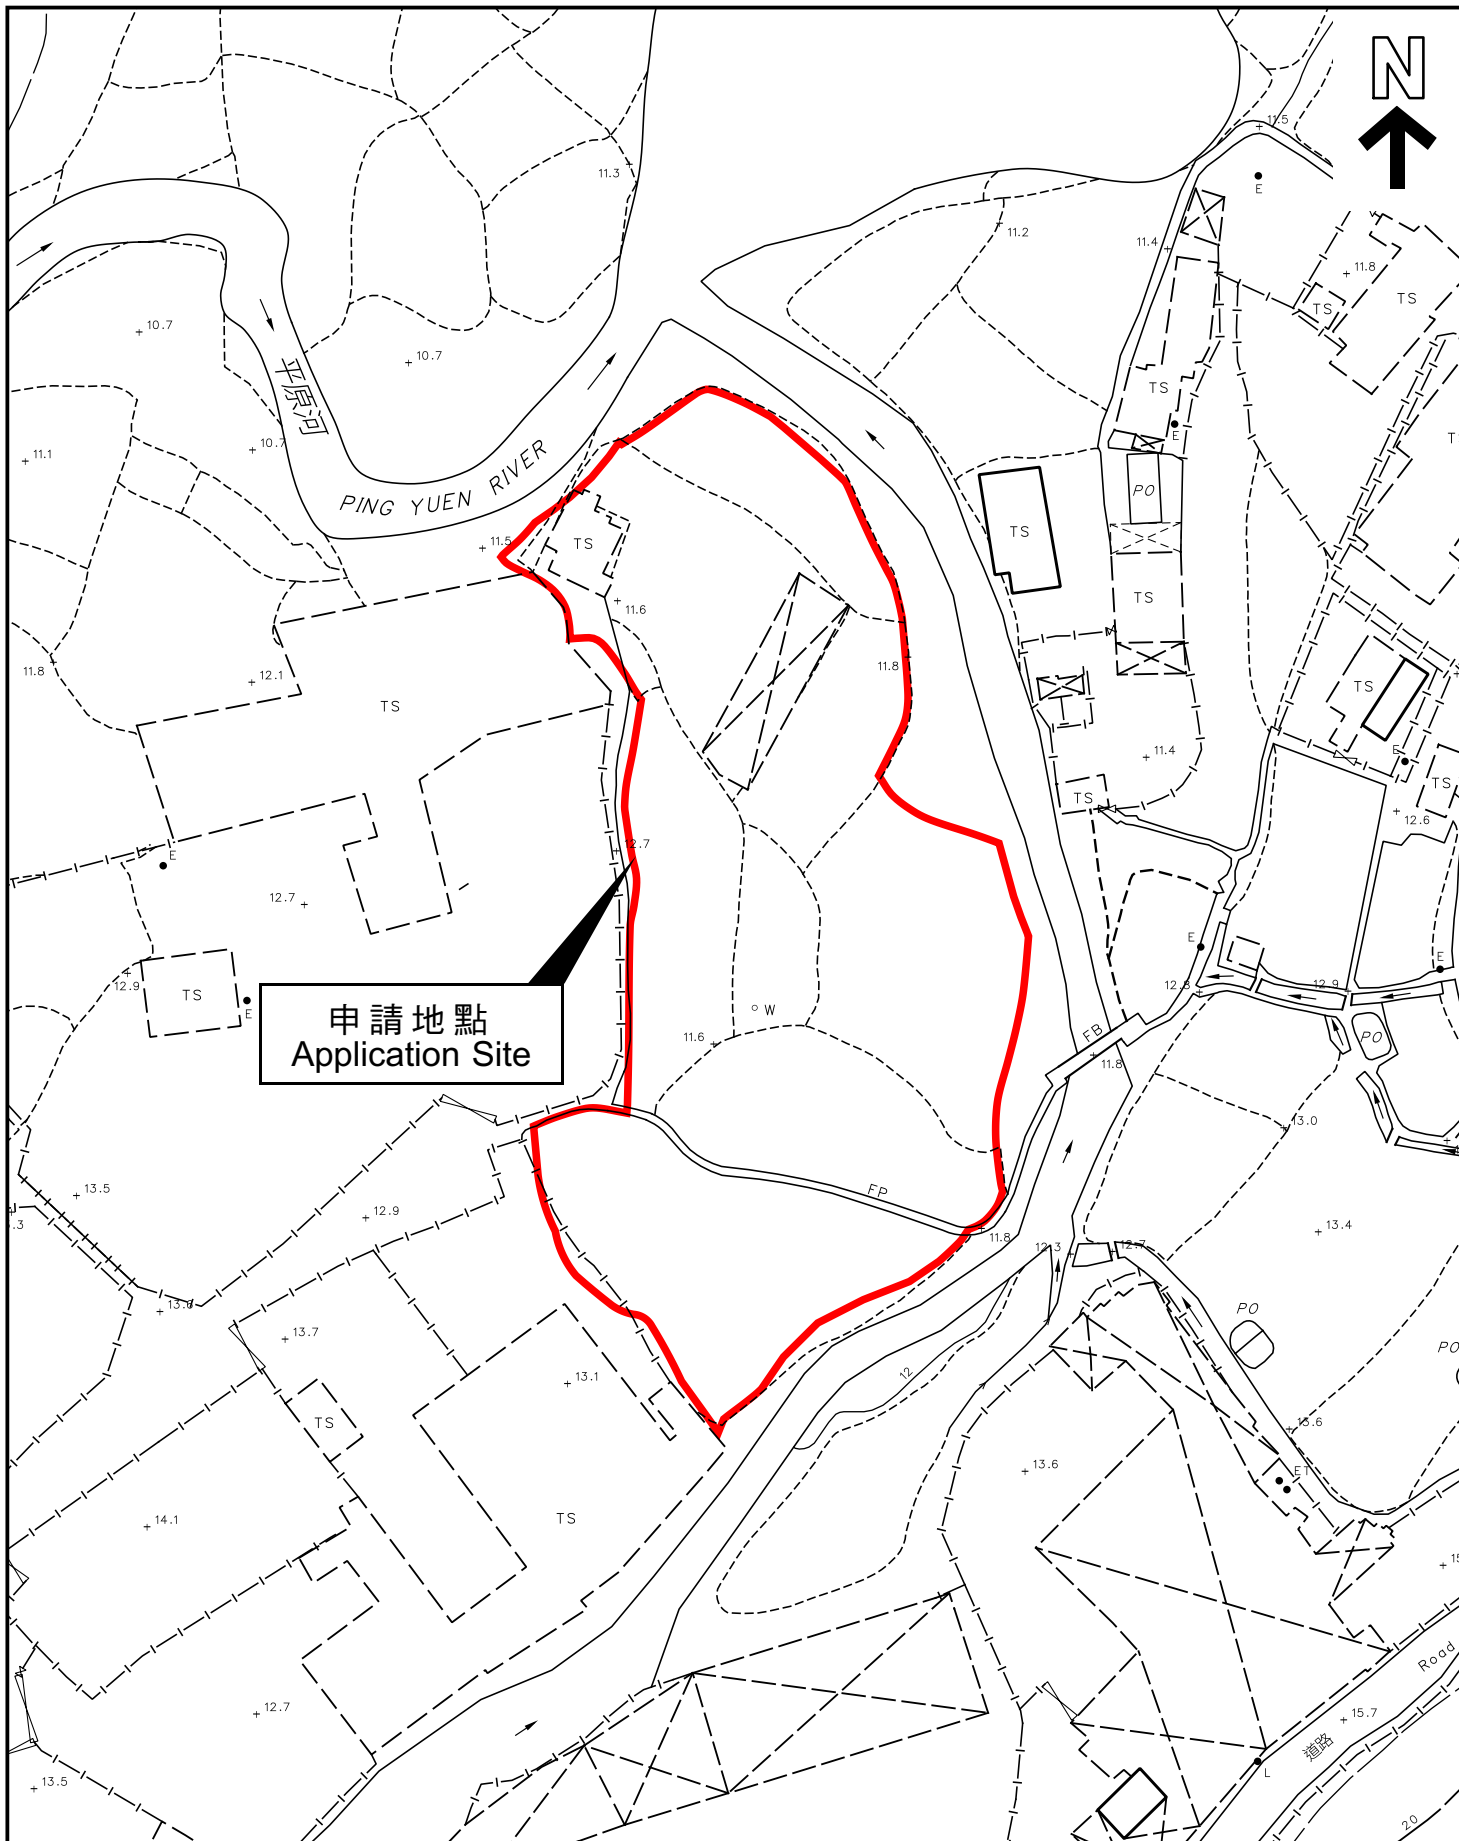 N
11.5
E
11.3
11.2
11.4
11.8
TS
TS
10.7
10.7
平原河
TS
E
10.7
11.1
PING YUEN RIVER
PO
11.5
TS
TS
11.6
TS
11.8
11.8
12.1
TS
TS
11.4
E
TS
TS
12.6
12.7
E
12.7
E
12.9
TS
E
E
12.8
12.9
申請地點
Application Site
W
11.6
FB
11.8
PO
13.0
13.5
FP
12.9
11.8
13.4
12.3
12.7
13.6
13.7
PO
PO
12
13.1
TS
13.6
13.6
ET
14.1
TS
12.7
Road
15.7
道路
13.5
L
20